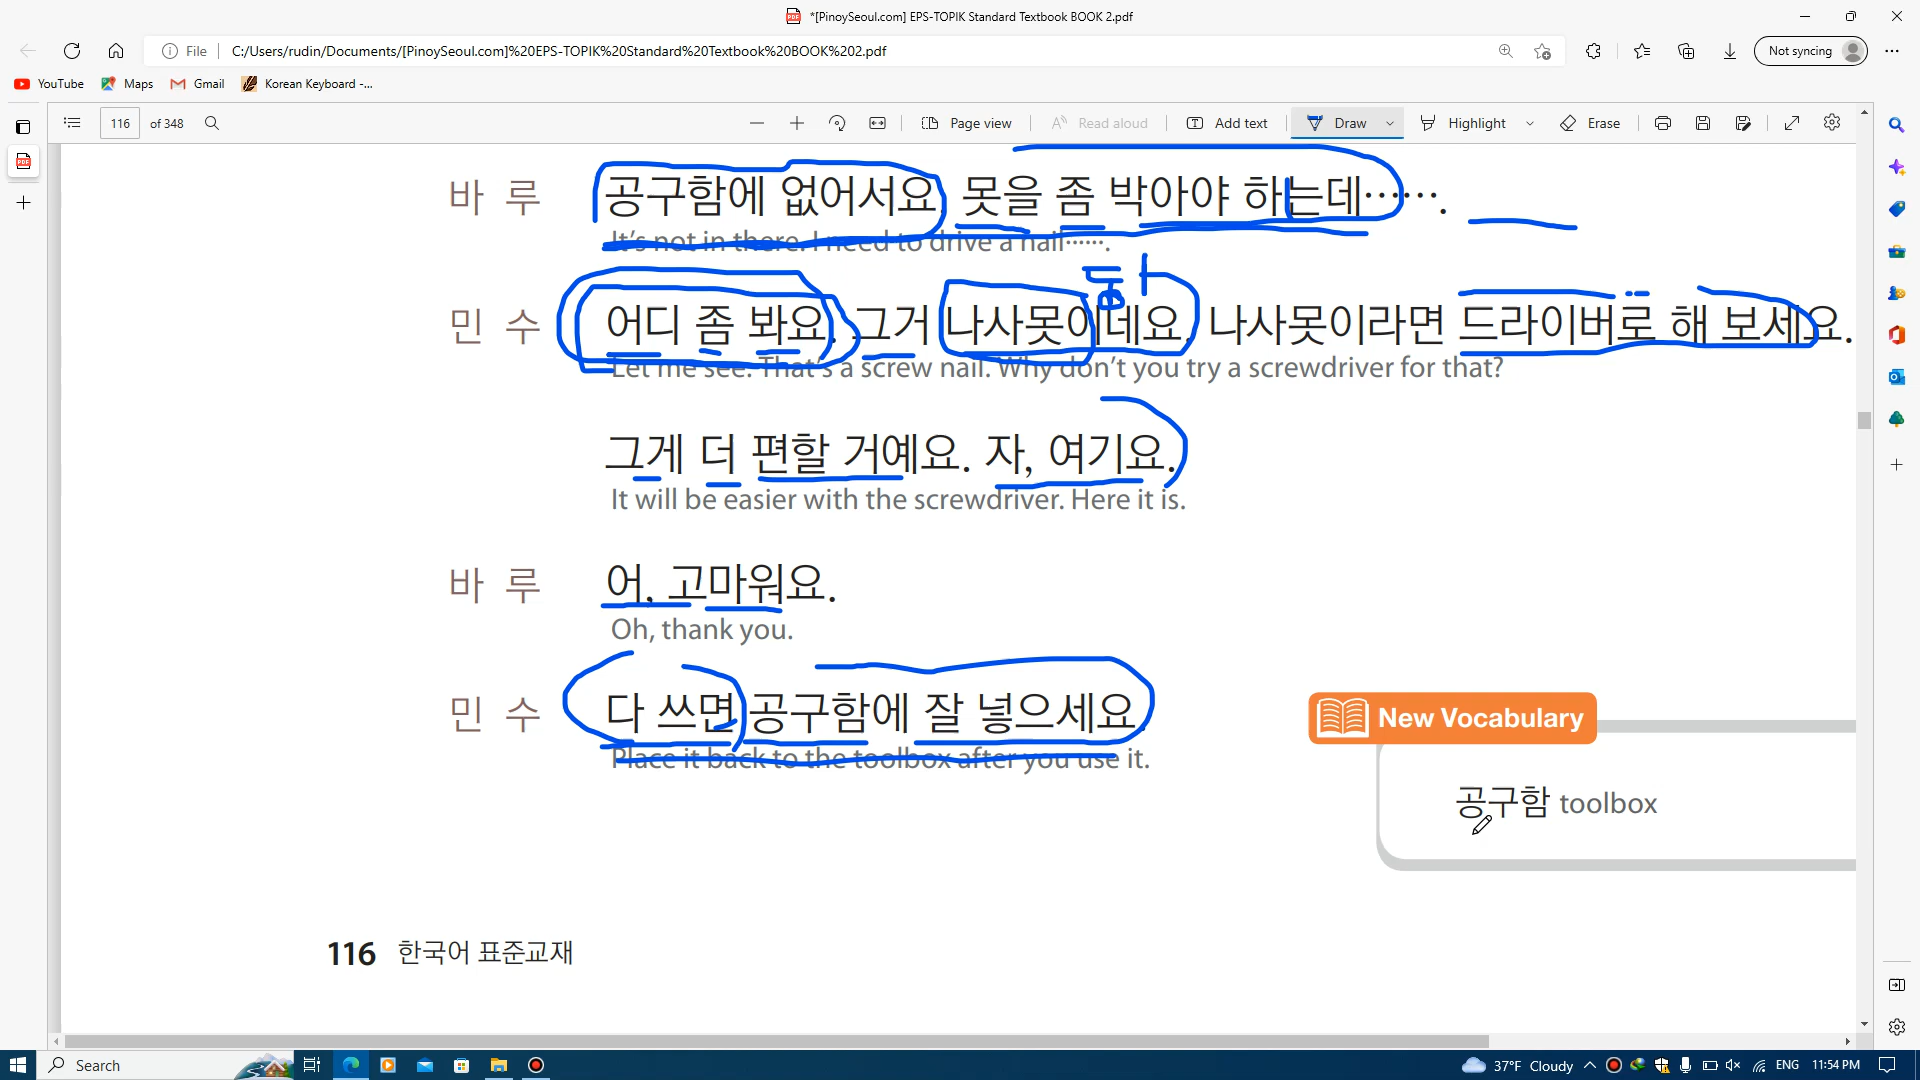 *[PinoySeoul.com] EPS-TOPIK Standard Textbook BOOK 2.pdf
File C:/Users/rudin/Documents/[PinoySeoul.com]%20EPS-TOPIK%20Standard%20Textbook%20BOOK%202.pdf Not syncing
YouTube Maps Gmail Korean Keyboard -...
116 of 348 Page view Read aloud Add text Draw Highlight Erase
바 루 공구함에 없어서요. 못을 좀 박아야 하는데…….
It's not in there. I need to drive a nail…….
민 수 어디 좀 봐요. 그거 나사못이네요. 나사못이라면 드라이버로 해 보세요.
Let me see. That's a screw nail. Why don't you try a screwdriver for that?
그게 더 편할 거예요. 자, 여기요.
It will be easier with the screwdriver. Here it is.
바 루 어, 고마워요.
Oh, thank you.
민 수 다 쓰면 공구함에 잘 넣으세요.
Place it back to the toolbox after you use it.
New Vocabulary
공구함 toolbox
116 한국어 표준교재
Search 37°F Cloudy ENG 11:54 PM